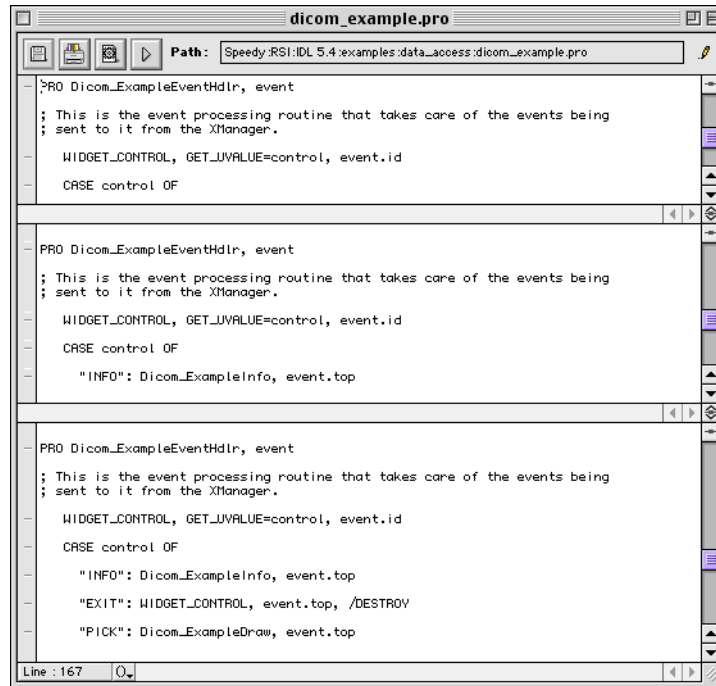 dicom_example.pro
Path: Speedy:RSI:IDL 5.4:examples:data_access:dicom_example.pro
PRO Dicom_ExampleEventHdlr, event
; This is the event processing routine that takes care of the events being
; sent to it from the XManager.
WIDGET_CONTROL, GET_UVALUE=control, event.id
CASE control OF
PRO Dicom_ExampleEventHdlr, event
; This is the event processing routine that takes care of the events being
; sent to it from the XManager.
WIDGET_CONTROL, GET_UVALUE=control, event.id
CASE control OF
"INFO": Dicom_ExampleInfo, event.top
PRO Dicom_ExampleEventHdlr, event
; This is the event processing routine that takes care of the events being
; sent to it from the XManager.
WIDGET_CONTROL, GET_UVALUE=control, event.id
CASE control OF
"INFO": Dicom_ExampleInfo, event.top
"EXIT": WIDGET_CONTROL, event.top, /DESTROY
"PICK": Dicom_ExampleDraw, event.top
Line : 167 ()